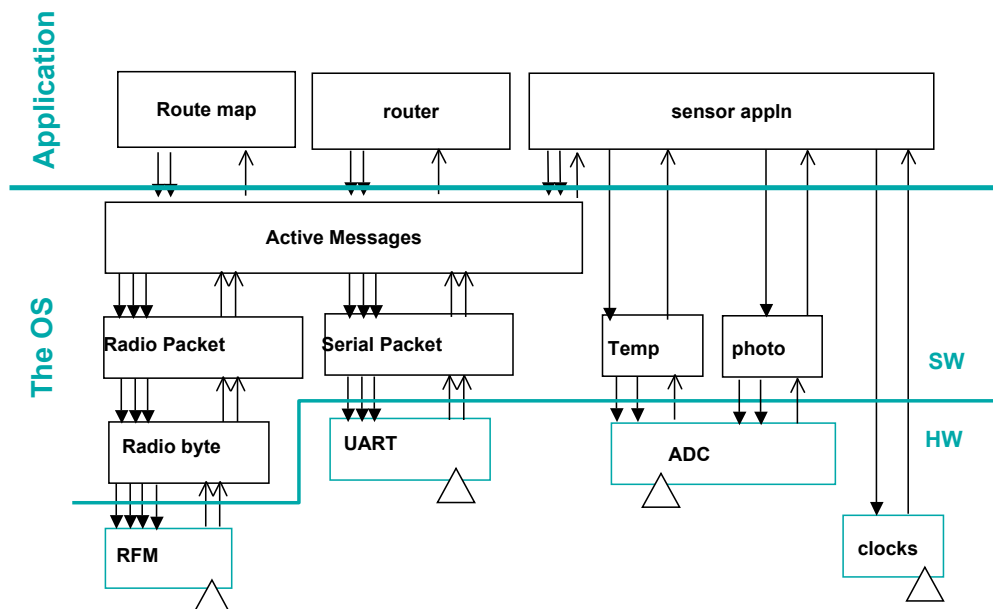 Application
Route map
router
sensor appln
Active Messages
The OS
Radio Packet
Serial Packet
Temp
photo
SW
HW
Radio byte
UART
ADC
RFM
clocks